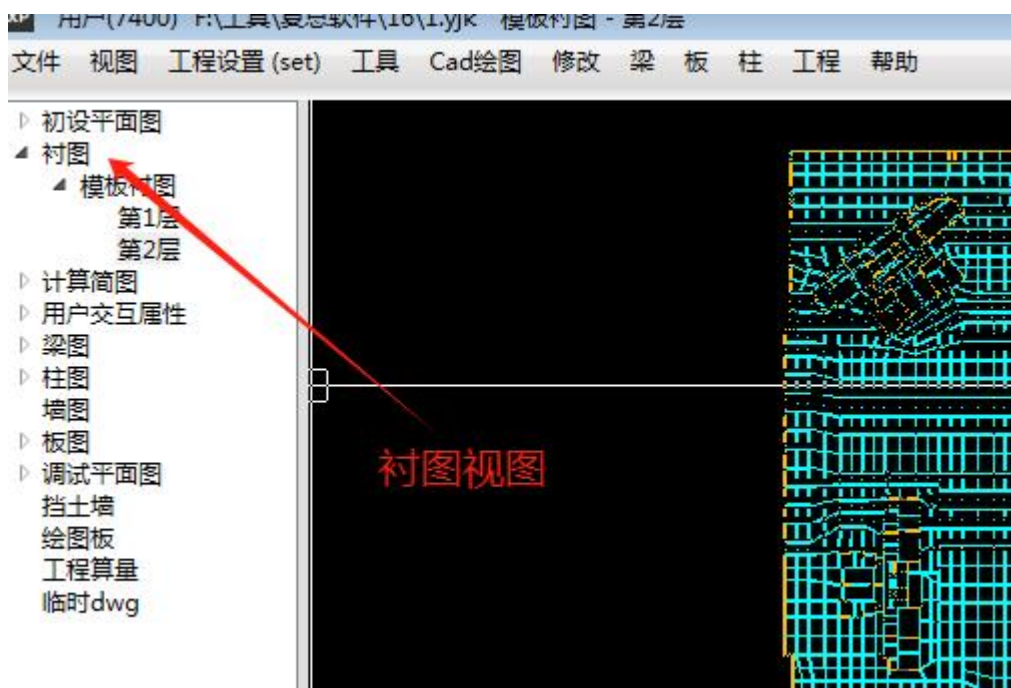 用户(7400) F:\工具\夏恩软件\16\1.yjk 模板衬图 - 第2层
文件 视图 工程设置 (set) 工具 Cad绘图 修改 梁 板 柱 工程 帮助
初设平面图
衬图
模板衬图
第1层
第2层
计算简图
用户交互属性
梁图
柱图
墙图
板图
调试平面图
挡土墙
绘图板
工程算量
临时dwg
衬图视图